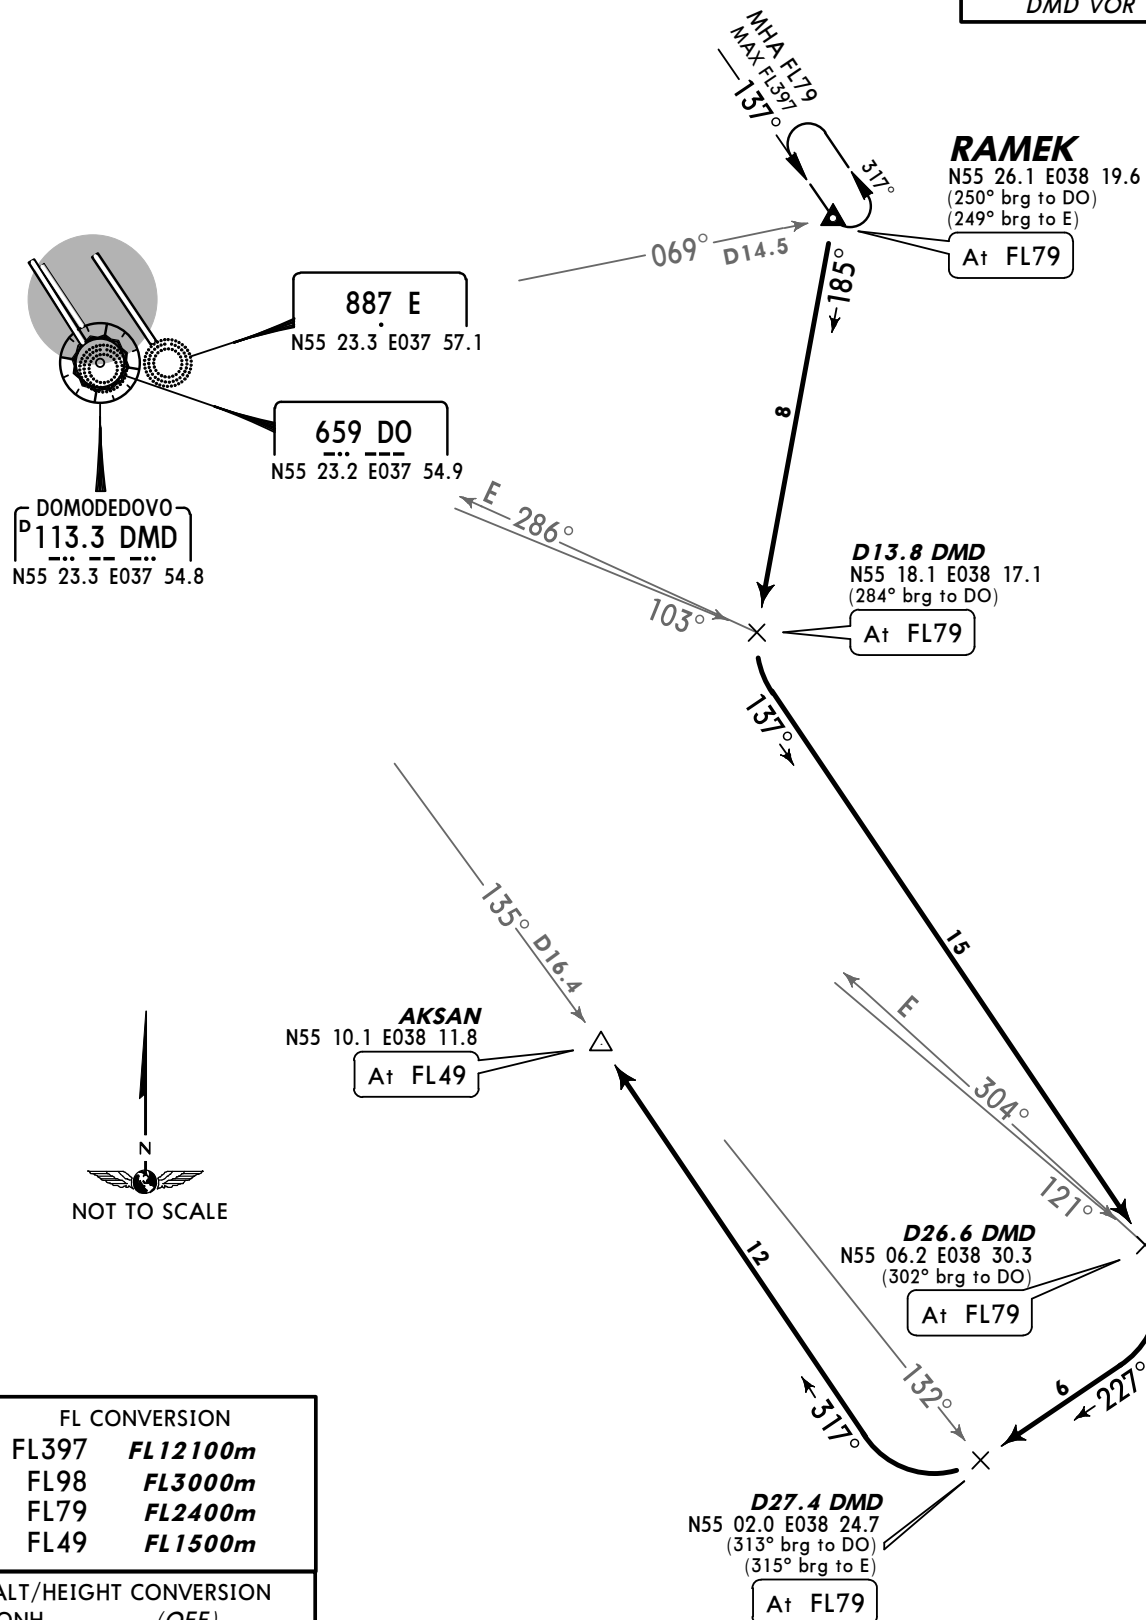 DMD VOR
MHA FL79
MAX FL397
137°
317°
RAMEK
N55 26.1 E038 19.6
(250° brg to DO)
(249° brg to E)
At FL79
069°
D14.5
185°
887 E
N55 23.3 E037 57.1
659 DO
N55 23.2 E037 54.9
DOMODEDOVO
D 113.3 DMD
N55 23.3 E037 54.8
8
E
286°
103°
D13.8 DMD
N55 18.1 E038 17.1
(284° brg to DO)
At FL79
137°
15
135°
D16.4
AKSAN
N55 10.1 E038 11.8
At FL49
E
304°
121°
N
NOT TO SCALE
D26.6 DMD
N55 06.2 E038 30.3
(302° brg to DO)
At FL79
12
132°
317°
6
227°
D27.4 DMD
N55 02.0 E038 24.7
(313° brg to DO)
(315° brg to E)
At FL79
FL CONVERSION
FL397 FL12100m
FL98 FL3000m
FL79 FL2400m
FL49 FL1500m
ALT/HEIGHT CONVERSION
QNH (QFE)